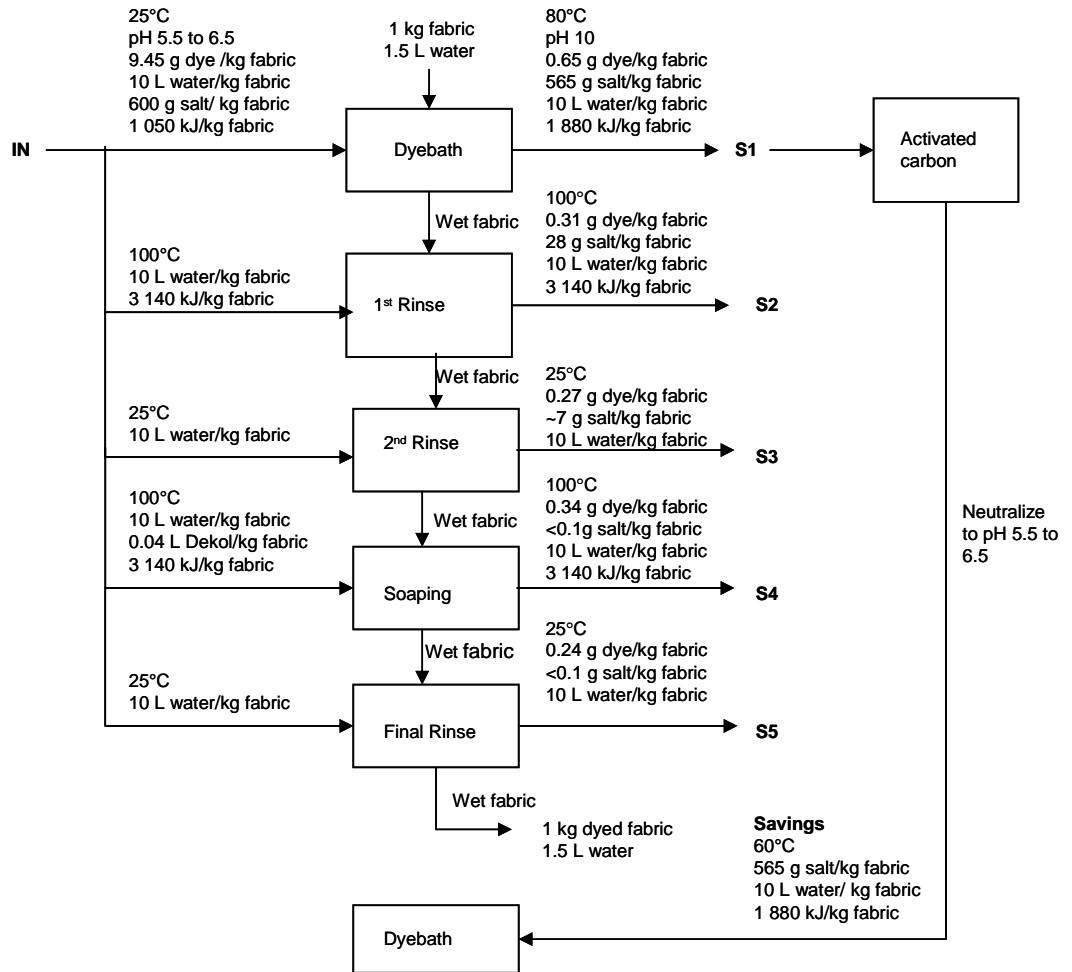 25°C
pH 5.5 to 6.5
9.45 g dye /kg fabric
10 L water/kg fabric
600 g salt/ kg fabric
1 050 kJ/kg fabric
1 kg fabric
1.5 L water
80°C
pH 10
0.65 g dye/kg fabric
565 g salt/kg fabric
10 L water/kg fabric
1 880 kJ/kg fabric
IN
Dyebath
S1
Activated
carbon
Wet fabric
100°C
10 L water/kg fabric
3 140 kJ/kg fabric
1st Rinse
100°C
0.31 g dye/kg fabric
28 g salt/kg fabric
10 L water/kg fabric
3 140 kJ/kg fabric
S2
Wet fabric
25°C
10 L water/kg fabric
2nd Rinse
25°C
0.27 g dye/kg fabric
~7 g salt/kg fabric
10 L water/kg fabric
S3
Wet fabric
100°C
10 L water/kg fabric
0.04 L Dekol/kg fabric
3 140 kJ/kg fabric
Soaping
100°C
0.34 g dye/kg fabric
<0.1g salt/kg fabric
10 L water/kg fabric
3 140 kJ/kg fabric
S4
Neutralize
to pH 5.5 to
6.5
Wet fabric
25°C
10 L water/kg fabric
Final Rinse
25°C
0.24 g dye/kg fabric
<0.1 g salt/kg fabric
10 L water/kg fabric
S5
Wet fabric
1 kg dyed fabric
1.5 L water
Savings
60°C
565 g salt/kg fabric
10 L water/ kg fabric
1 880 kJ/kg fabric
Dyebath